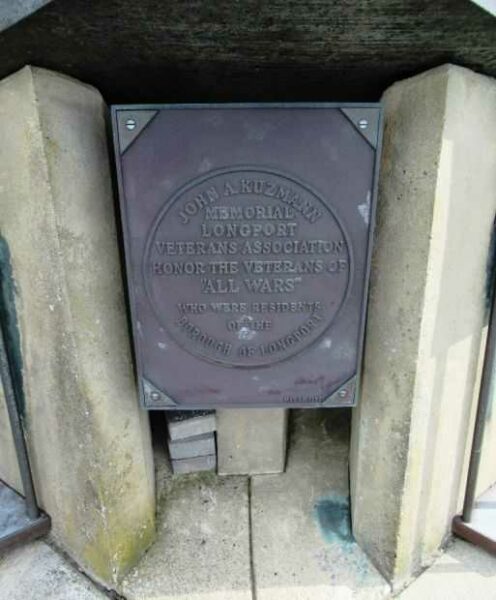 JOHN A. KUZMANN
MEMORIAL
LONGPORT
VETERANS ASSOCIATION
HONOR THE VETERANS OF
"ALL WARS"
WHO WERE RESIDENTS
OF THE
BOROUGH OF LONGPORT